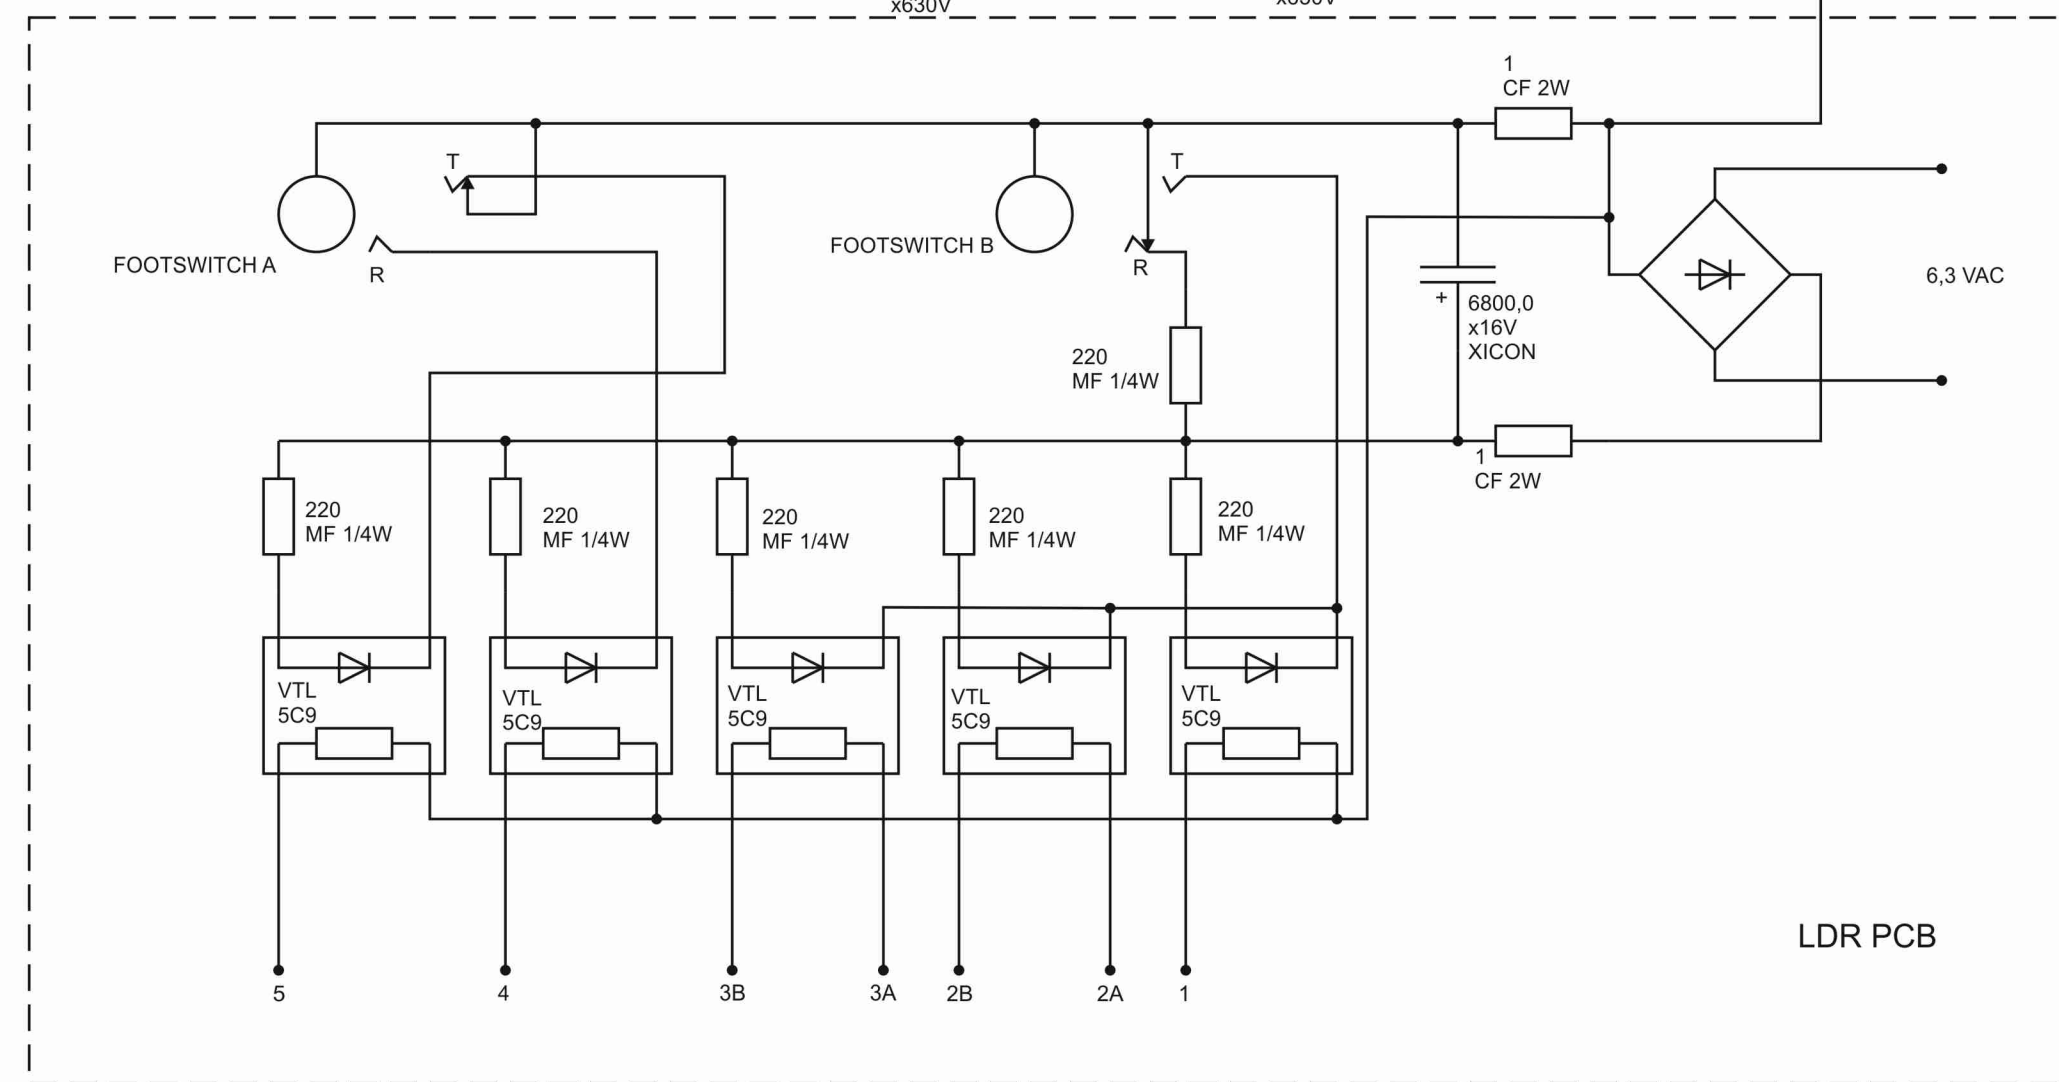 x630V
x630V
1
CF 2W
T
T
FOOTSWITCH A
R
FOOTSWITCH B
R
6,3 VAC
+
6800,0
x16V
XICON
220
MF 1/4W
1
CF 2W
220
MF 1/4W
220
MF 1/4W
220
MF 1/4W
220
MF 1/4W
220
MF 1/4W
VTL
5C9
VTL
5C9
VTL
5C9
VTL
5C9
VTL
5C9
LDR PCB
5
4
3B
3A
2B
2A
1